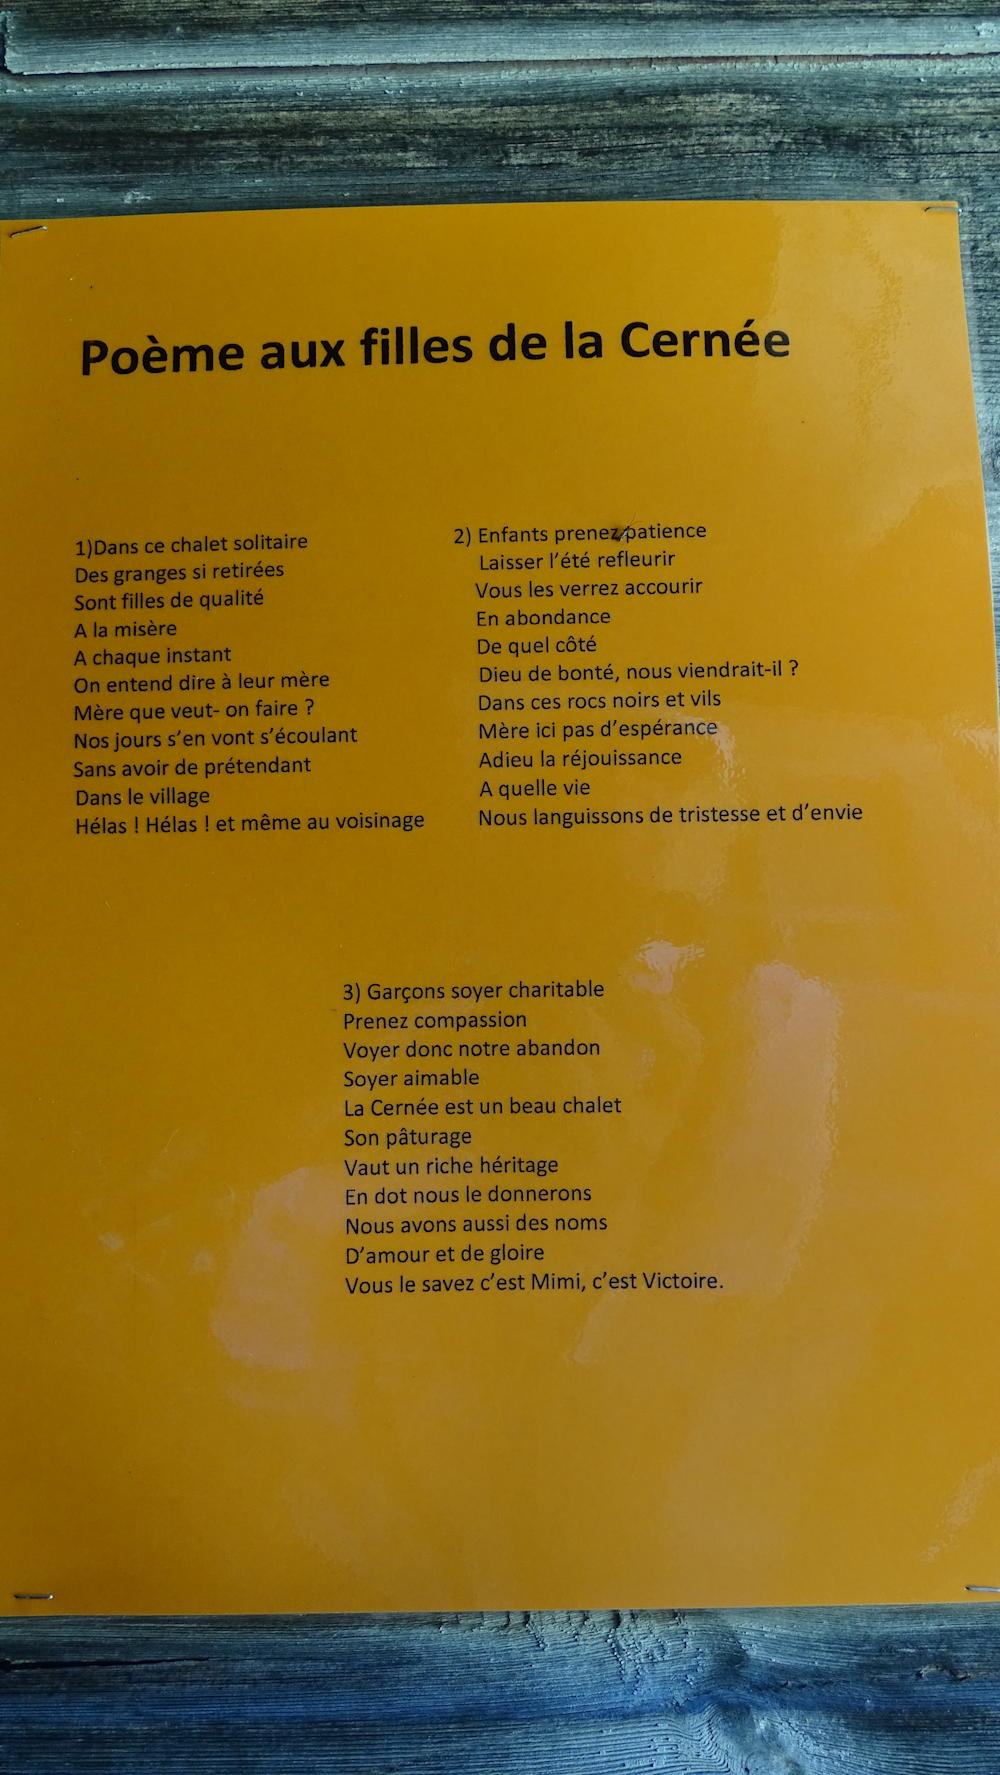 Poème aux filles de la Cernée
1)Dans ce chalet solitaire
Des granges si retirées
Sont filles de qualité
A la misère
A chaque instant
On entend dire à leur mère
Mère que veut- on faire ?
Nos jours s'en vont s'écoulant
Sans avoir de prétendant
Dans le village
Hélas ! Hélas ! et même au voisinage
2) Enfants prenez patience
Laisser l'été refleurir
Vous les verrez accourir
En abondance
De quel côté
Dieu de bonté, nous viendrait-il ?
Dans ces rocs noirs et vils
Mère ici pas d'espérance
Adieu la réjouissance
A quelle vie
Nous languissons de tristesse et d'envie
3) Garçons soyer charitable
Prenez compassion
Voyer donc notre abandon
Soyer aimable
La Cernée est un beau chalet
Son pâturage
Vaut un riche héritage
En dot nous le donnerons
Nous avons aussi des noms
D'amour et de gloire
Vous le savez c'est Mimi, c'est Victoire.